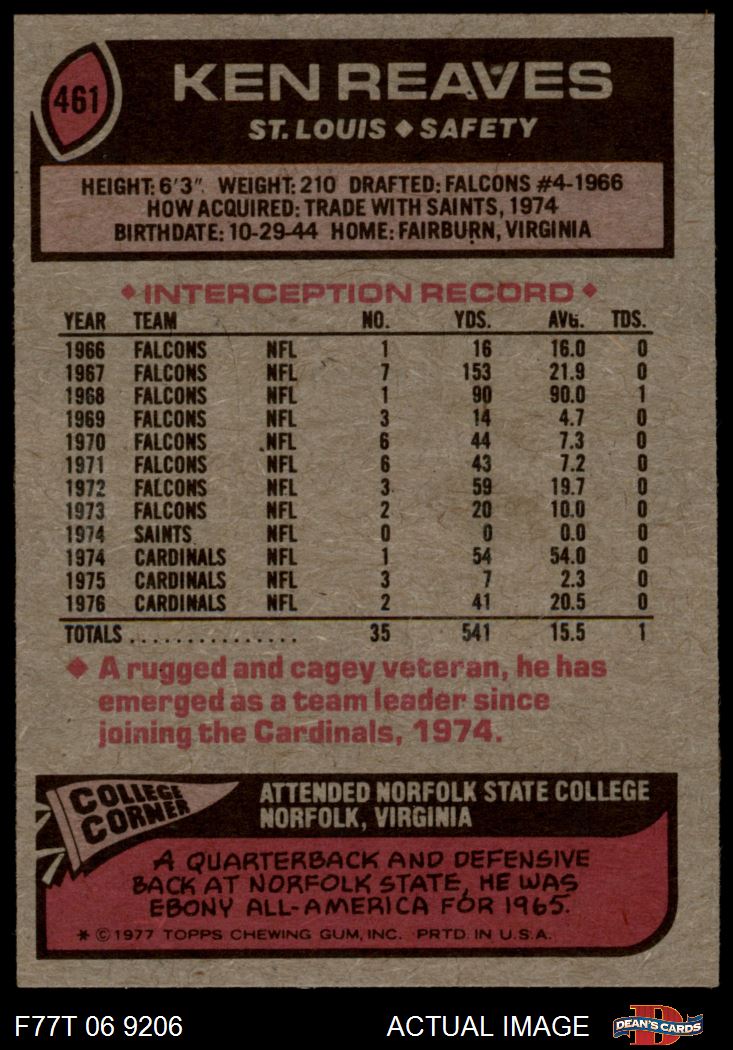 461
KEN REAVES
ST. LOUIS ♦ SAFETY
HEIGHT: 6'3". WEIGHT: 210 DRAFTED: FALCONS #4-1966
HOW ACQUIRED: TRADE WITH SAINTS, 1974
BIRTHDATE: 10-29-44 HOME: FAIRBURN, VIRGINIA
♦ INTERCEPTION RECORD ♦
YEAR TEAM NO. YDS. AVG. TDS.
1966 FALCONS NFL 1 16 16.0 0
1967 FALCONS NFL 7 153 21.9 0
1968 FALCONS NFL 1 90 90.0 1
1969 FALCONS NFL 3 14 4.7 0
1970 FALCONS NFL 6 44 7.3 0
1971 FALCONS NFL 6 43 7.2 0
1972 FALCONS NFL 3 59 19.7 0
1973 FALCONS NFL 2 20 10.0 0
1974 SAINTS NFL 0 0 0.0 0
1974 CARDINALS NFL 1 54 54.0 0
1975 CARDINALS NFL 3 7 2.3 0
1976 CARDINALS NFL 2 41 20.5 0
TOTALS ............... 35 541 15.5 1
♦ A rugged and cagey veteran, he has
emerged as a team leader since
joining the Cardinals, 1974.
COLLEGE
CORNER
ATTENDED NORFOLK STATE COLLEGE
NORFOLK, VIRGINIA
A QUARTERBACK AND DEFENSIVE
BACK AT NORFOLK STATE, HE WAS
EBONY ALL-AMERICA FOR 1965.
* © 1977 TOPPS CHEWING GUM, INC. PRTD. IN U.S.A.
F77T 06 9206 ACTUAL IMAGE
D
DEAN'S CARDS